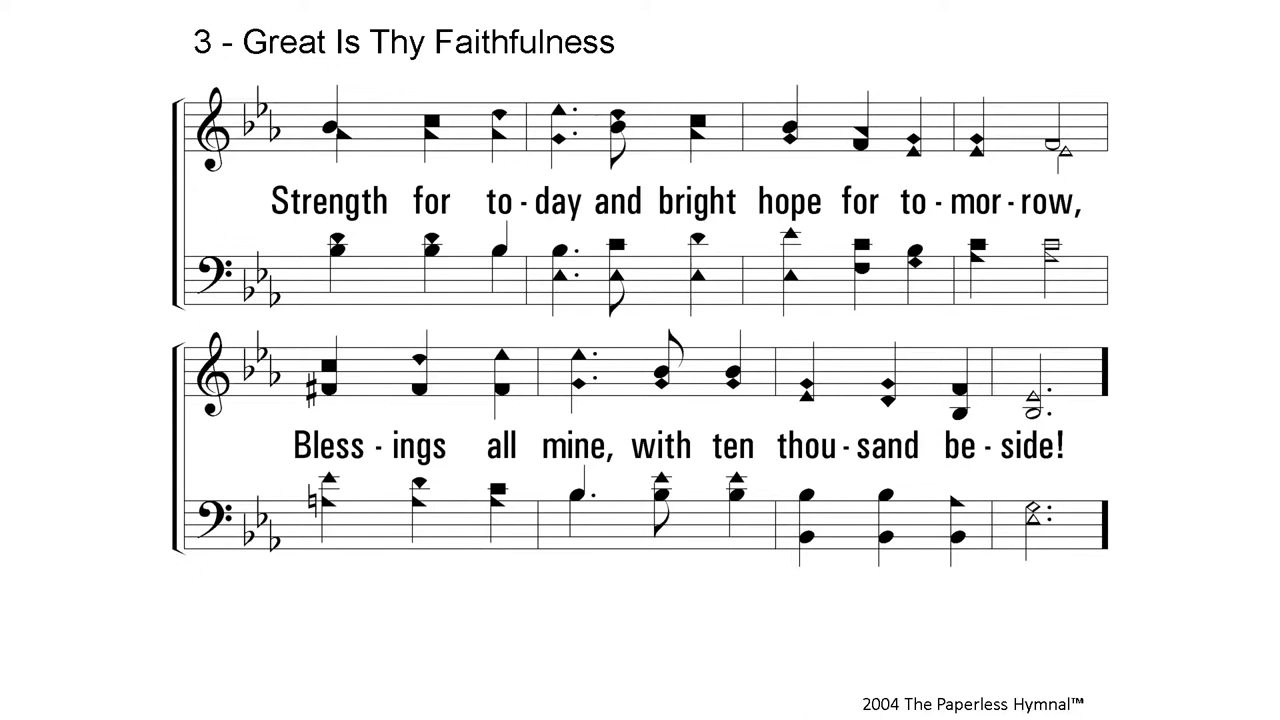 3 - Great Is Thy Faithfulness
Strength for to - day and bright hope for to - mor - row,
Bless - ings all mine, with ten thou - sand be - side!
2004 The Paperless Hymnal™